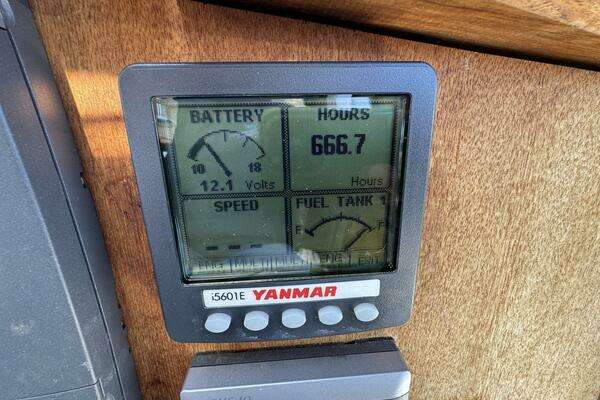 BATTERY
10 18
12.1 Volts
HOURS
666.7
Hours
SPEED
FUEL TANK 1
E F
i5601E YANMAR